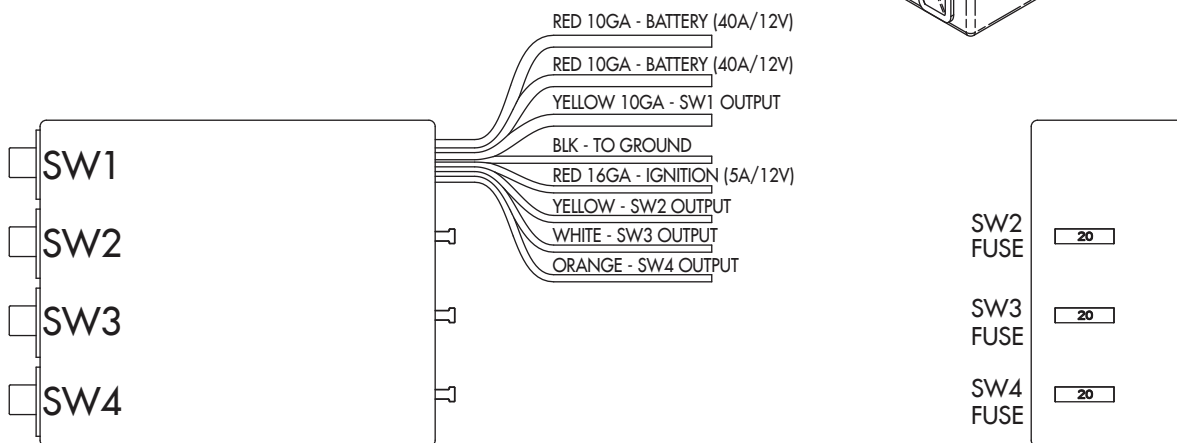 RED 10GA - BATTERY (40A/12V)
RED 10GA - BATTERY (40A/12V)
YELLOW 10GA - SW1 OUTPUT
BLK - TO GROUND
RED 16GA - IGNITION (5A/12V)
YELLOW - SW2 OUTPUT
WHITE - SW3 OUTPUT
ORANGE - SW4 OUTPUT
SW1
SW2
SW3
SW4
SW2
FUSE
20
SW3
FUSE
20
SW4
FUSE
20